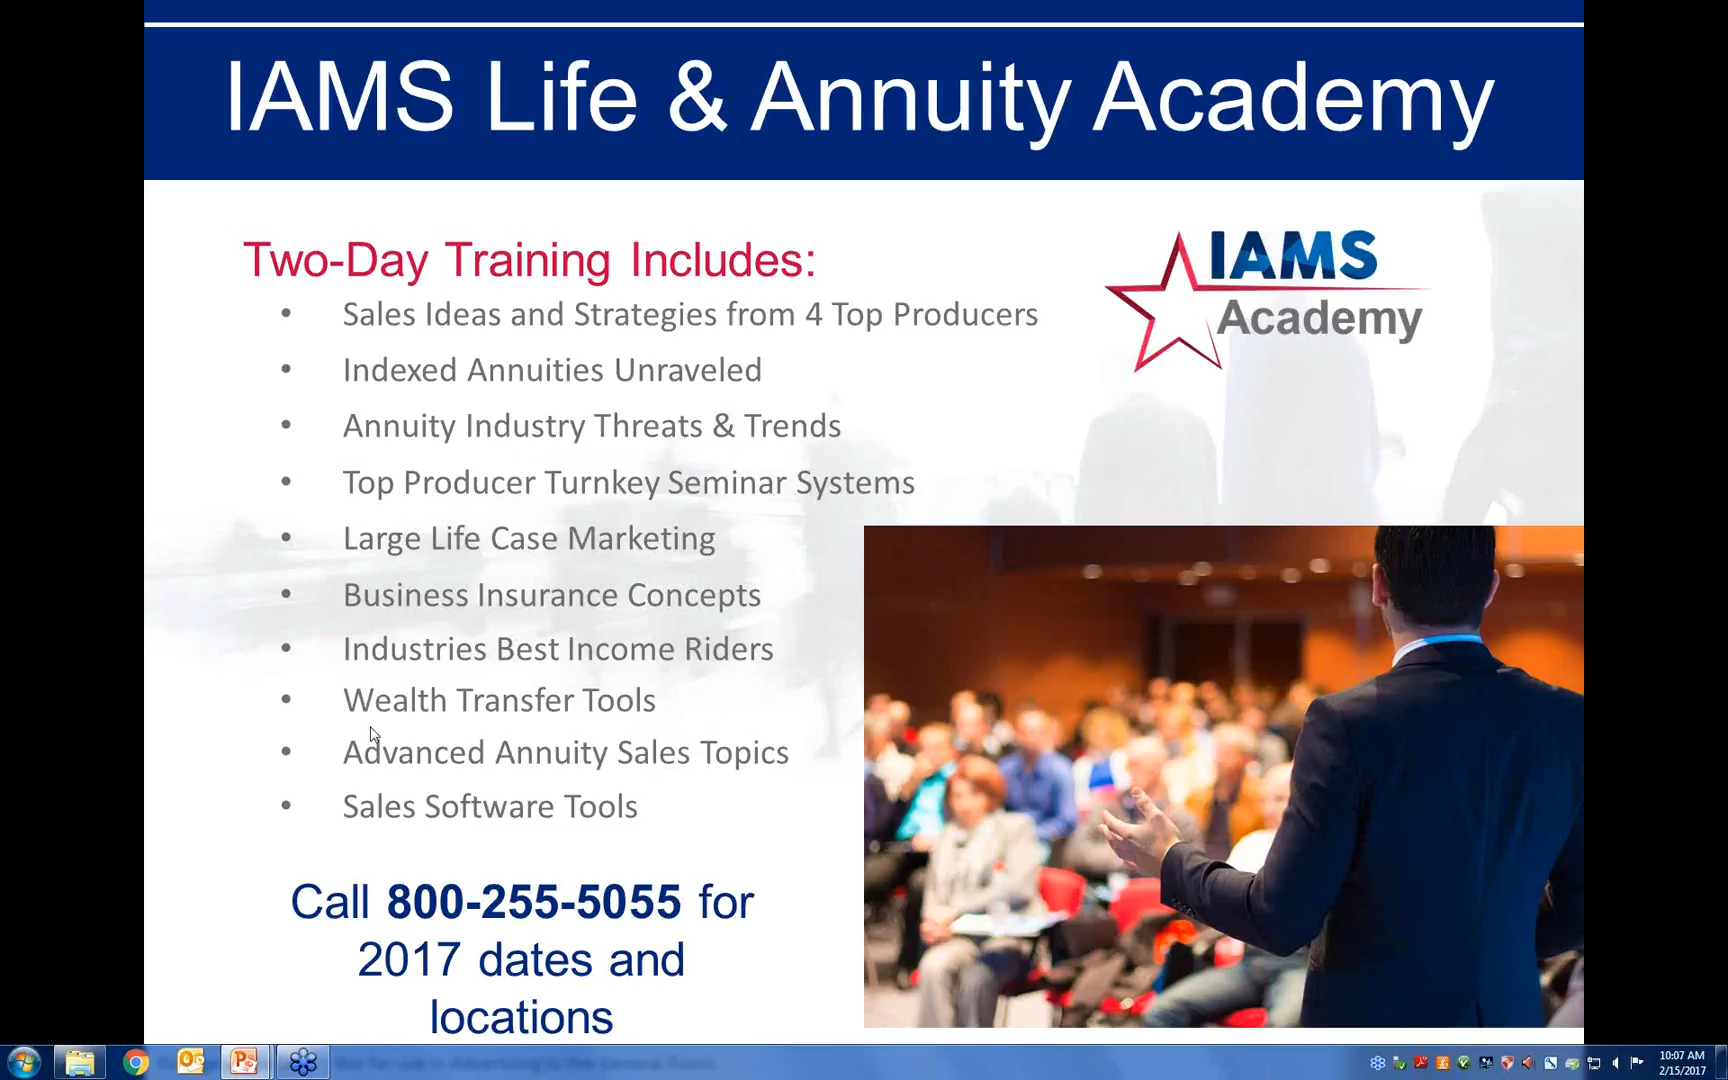 IAMS Life & Annuity Academy
Two-Day Training Includes:
• Sales Ideas and Strategies from 4 Top Producers
• Indexed Annuities Unraveled
• Annuity Industry Threats & Trends
• Top Producer Turnkey Seminar Systems
• Large Life Case Marketing
• Business Insurance Concepts
• Industries Best Income Riders
• Wealth Transfer Tools
• Advanced Annuity Sales Topics
• Sales Software Tools
IAMS
Academy
Call 800-255-5055 for
2017 dates and
locations
10:07 AM
2/15/2017